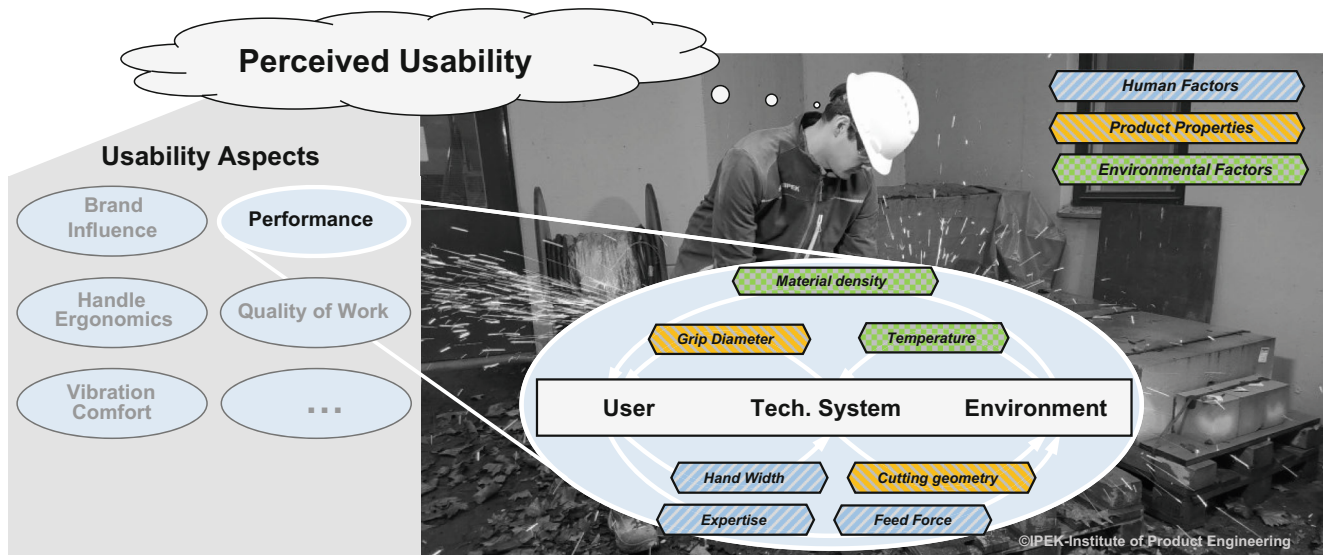 Perceived Usability
Usability Aspects
Brand
Influence
Performance
Handle
Ergonomics
Quality of Work
Vibration
Comfort
...
Human Factors
Product Properties
Environmental Factors
IPEK
Material density
Grip Diameter
Temperature
User
Tech. System
Environment
Hand Width
Cutting geometry
Expertise
Feed Force
©IPEK-Institute of Product Engineering